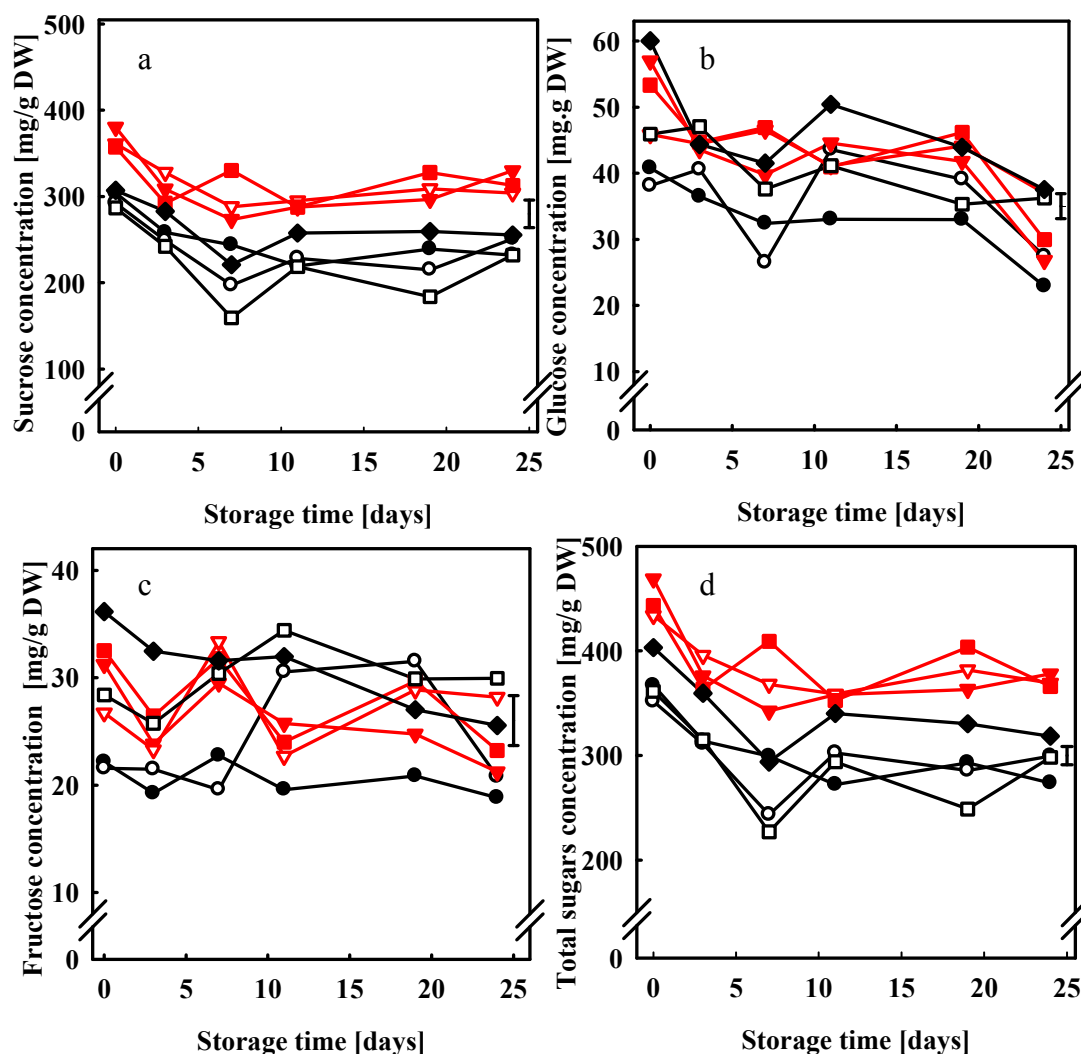 500
400
300
200
100
0
Sucrose concentration [mg/g DW]
a
0 5 10 15 20 25
Storage time [days]
60
50
40
30
20
10
0
Glucose concentration [mg.g DW]
b
0 5 10 15 20 25
Storage time [days]
40
30
20
10
0
Fructose concentration [mg/g DW]
c
0 5 10 15 20 25
Storage time [days]
500
400
300
200
0
Total sugars concentration [mg/g DW]
d
0 5 10 15 20 25
Storage time [days]